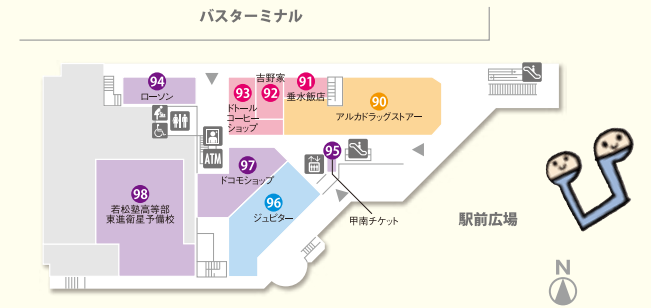 バスターミナル
94
ローソン
93
ドトール
コーヒー
ショップ
吉野家
92
91
垂水飯店
90
アルカドラッグストアー
ATM
95
甲南チケット
97
ドコモショップ
96
ジュピター
98
若松塾高等部
東進衛星予備校
駅前広場
N